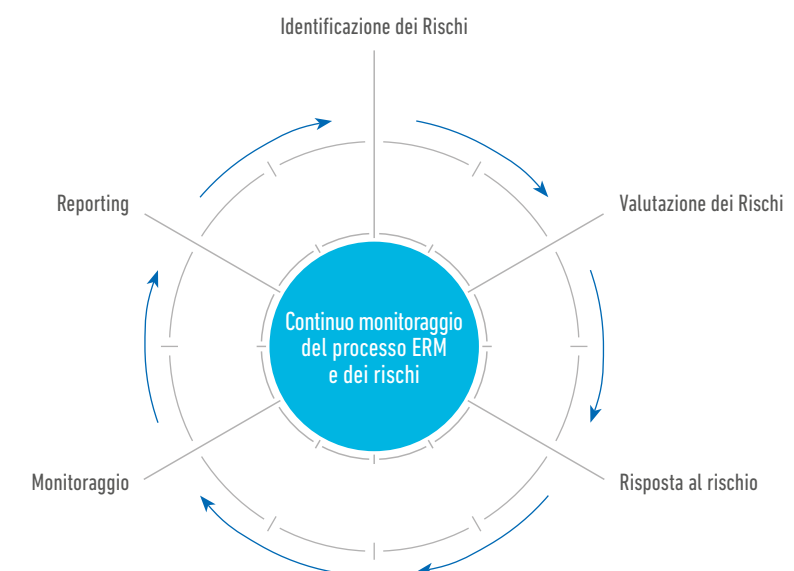 Identificazione dei Rischi
Reporting
Valutazione dei Rischi
Continuo monitoraggio
del processo ERM
e dei rischi
Monitoraggio
Risposta al rischio